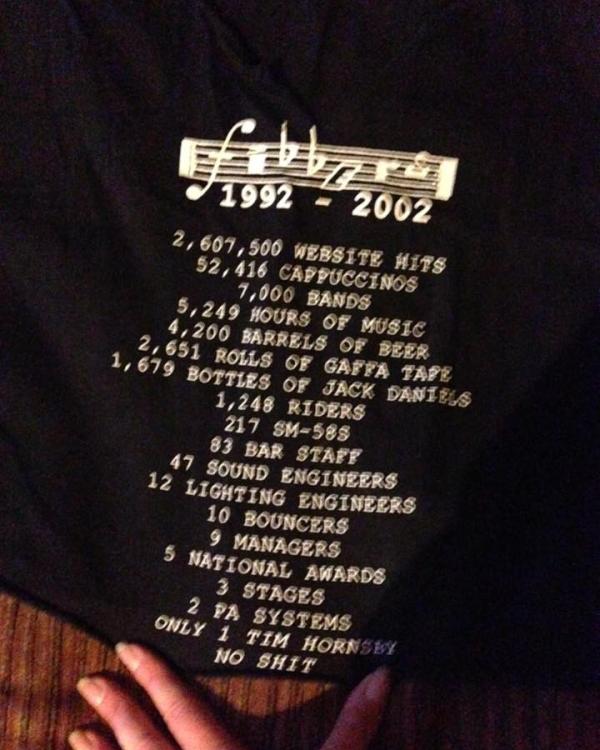 fibbers
1992 - 2002
2,607,500 WEBSITE HITS
52,416 CAPPUCCINOS
7,000 BANDS
5,249 HOURS OF MUSIC
4,200 BARRELS OF BEER
2,651 ROLLS OF GAFFA TAPE
1,679 BOTTLES OF JACK DANIELS
1,248 RIDERS
217 SM-58S
83 BAR STAFF
47 SOUND ENGINEERS
12 LIGHTING ENGINEERS
10 BOUNCERS
9 MANAGERS
5 NATIONAL AWARDS
3 STAGES
2 PA SYSTEMS
ONLY 1 TIM HORNSBY
NO SHIT